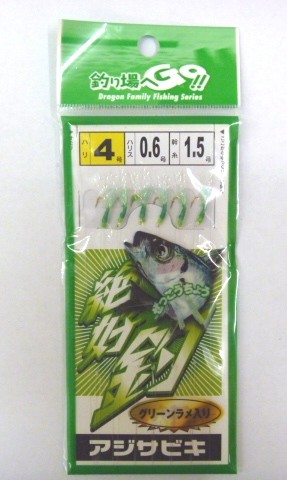 釣り場へGO!!
Dragon Family Fishing Series
ハリ 4号 ハリス 0.6号 幹糸 1.5号
絶対釣
グリーンラメ入り
アジサビキ